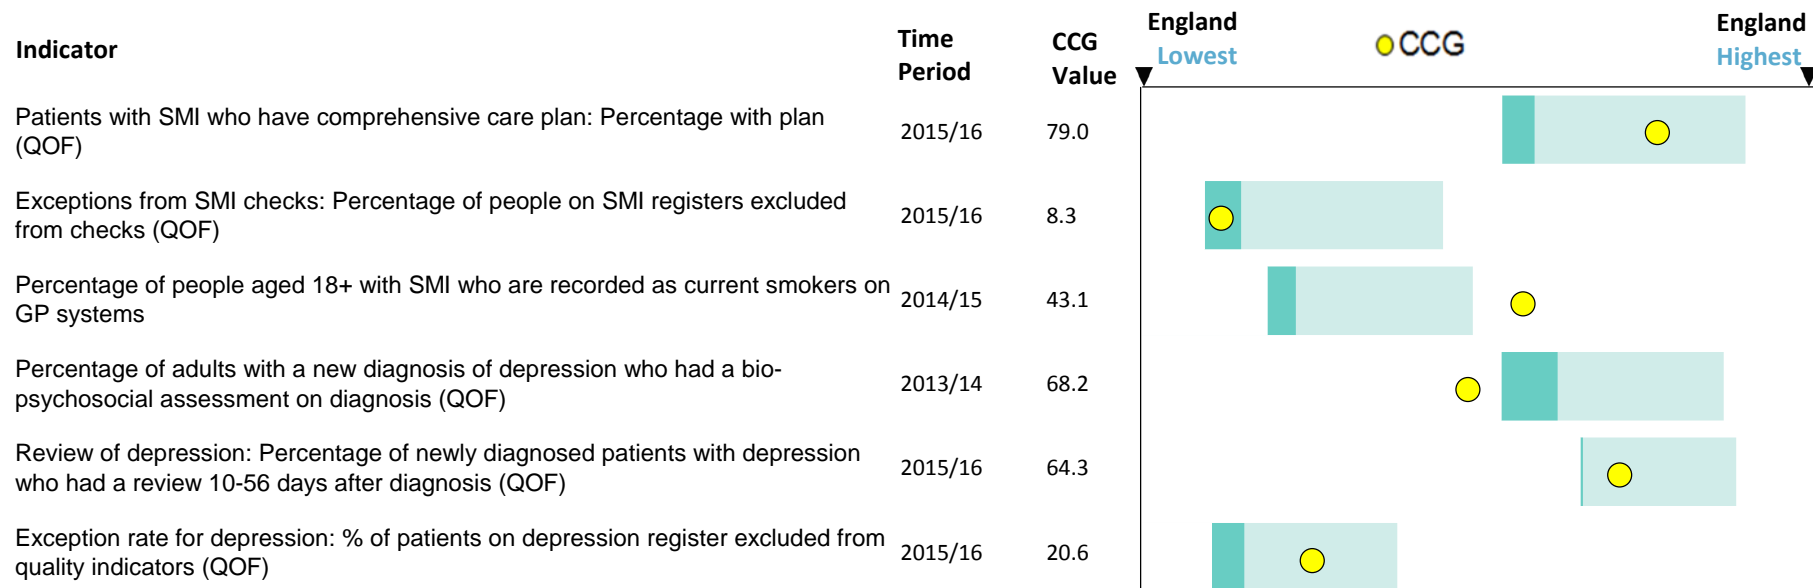 Indicator
Time
Period
CCG
Value
England
Lowest
CCG
England
Highest
Patients with SMI who have comprehensive care plan: Percentage with plan
(QOF)
2015/16
79.0
Exceptions from SMI checks: Percentage of people on SMI registers excluded
from checks (QOF)
2015/16
8.3
Percentage of people aged 18+ with SMI who are recorded as current smokers on
GP systems
2014/15
43.1
Percentage of adults with a new diagnosis of depression who had a bio-
psychosocial assessment on diagnosis (QOF)
2013/14
68.2
Review of depression: Percentage of newly diagnosed patients with depression
who had a review 10-56 days after diagnosis (QOF)
2015/16
64.3
Exception rate for depression: % of patients on depression register excluded from
quality indicators (QOF)
2015/16
20.6